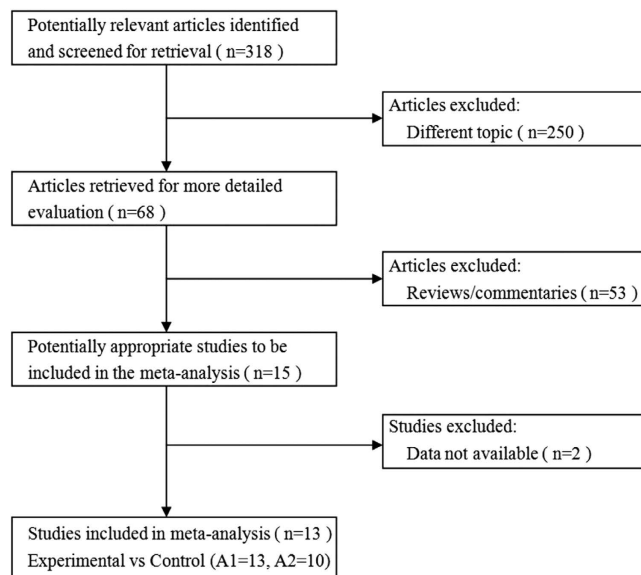 Potentially relevant articles identified
and screened for retrieval ( n=318 )
Articles excluded:
Different topic ( n=250 )
Articles retrieved for more detailed
evaluation ( n=68 )
Articles excluded:
Reviews/commentaries ( n=53 )
Potentially appropriate studies to be
included in the meta-analysis ( n=15 )
Studies excluded:
Data not available ( n=2 )
Studies included in meta-analysis ( n=13 )
Experimental vs Control (A1=13, A2=10)